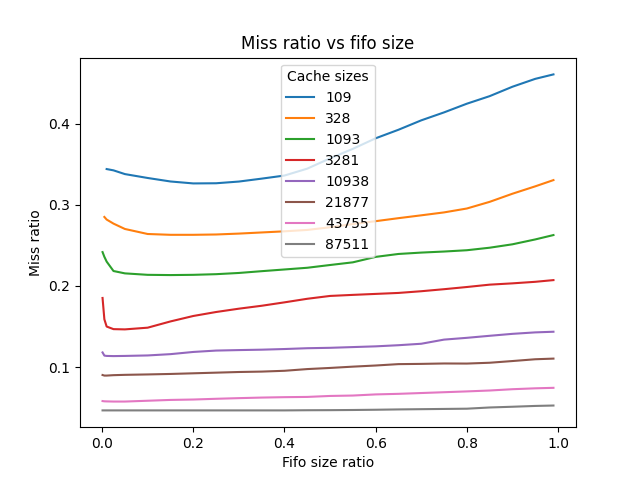 Miss ratio vs fifo size
Cache sizes
109
328
1093
3281
10938
21877
43755
87511
Miss ratio
0.4
0.3
0.2
0.1
0.0 0.2 0.4 0.6 0.8 1.0
Fifo size ratio